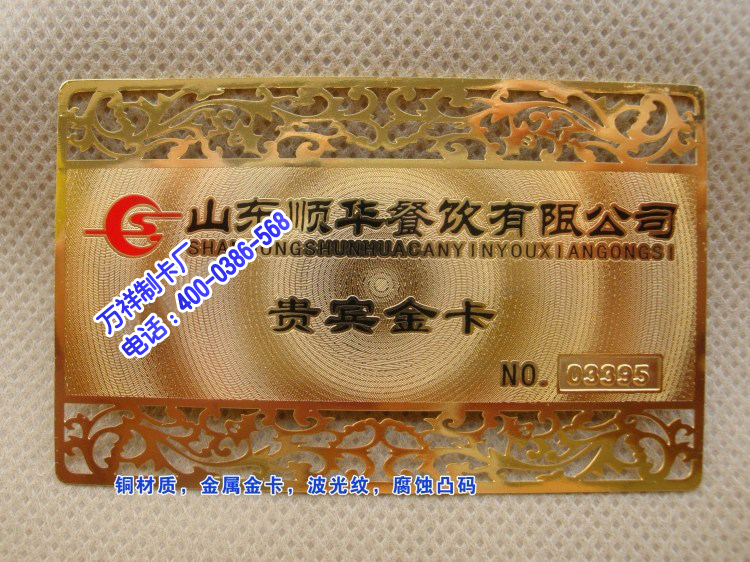 山东顺华餐饮有限公司
SHANDONGSHUNHUACANYINYOUXIANGONGSI
万祥制卡厂
电话:400-0386-568
贵宾金卡
NO. 03395
铜材质，金属金卡，波光纹，腐蚀凸码